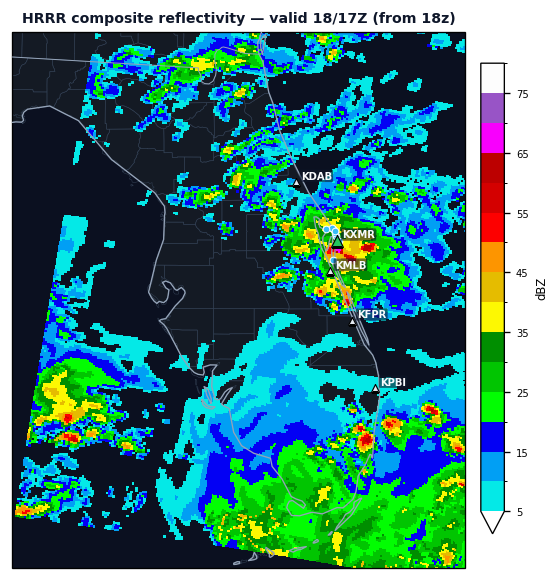 HRRR composite reflectivity — valid 18/17Z (from 18z)
KDAB
KXMR
KMLB
KFPR
KPBI
75
65
55
45
35
25
15
5
dBZ